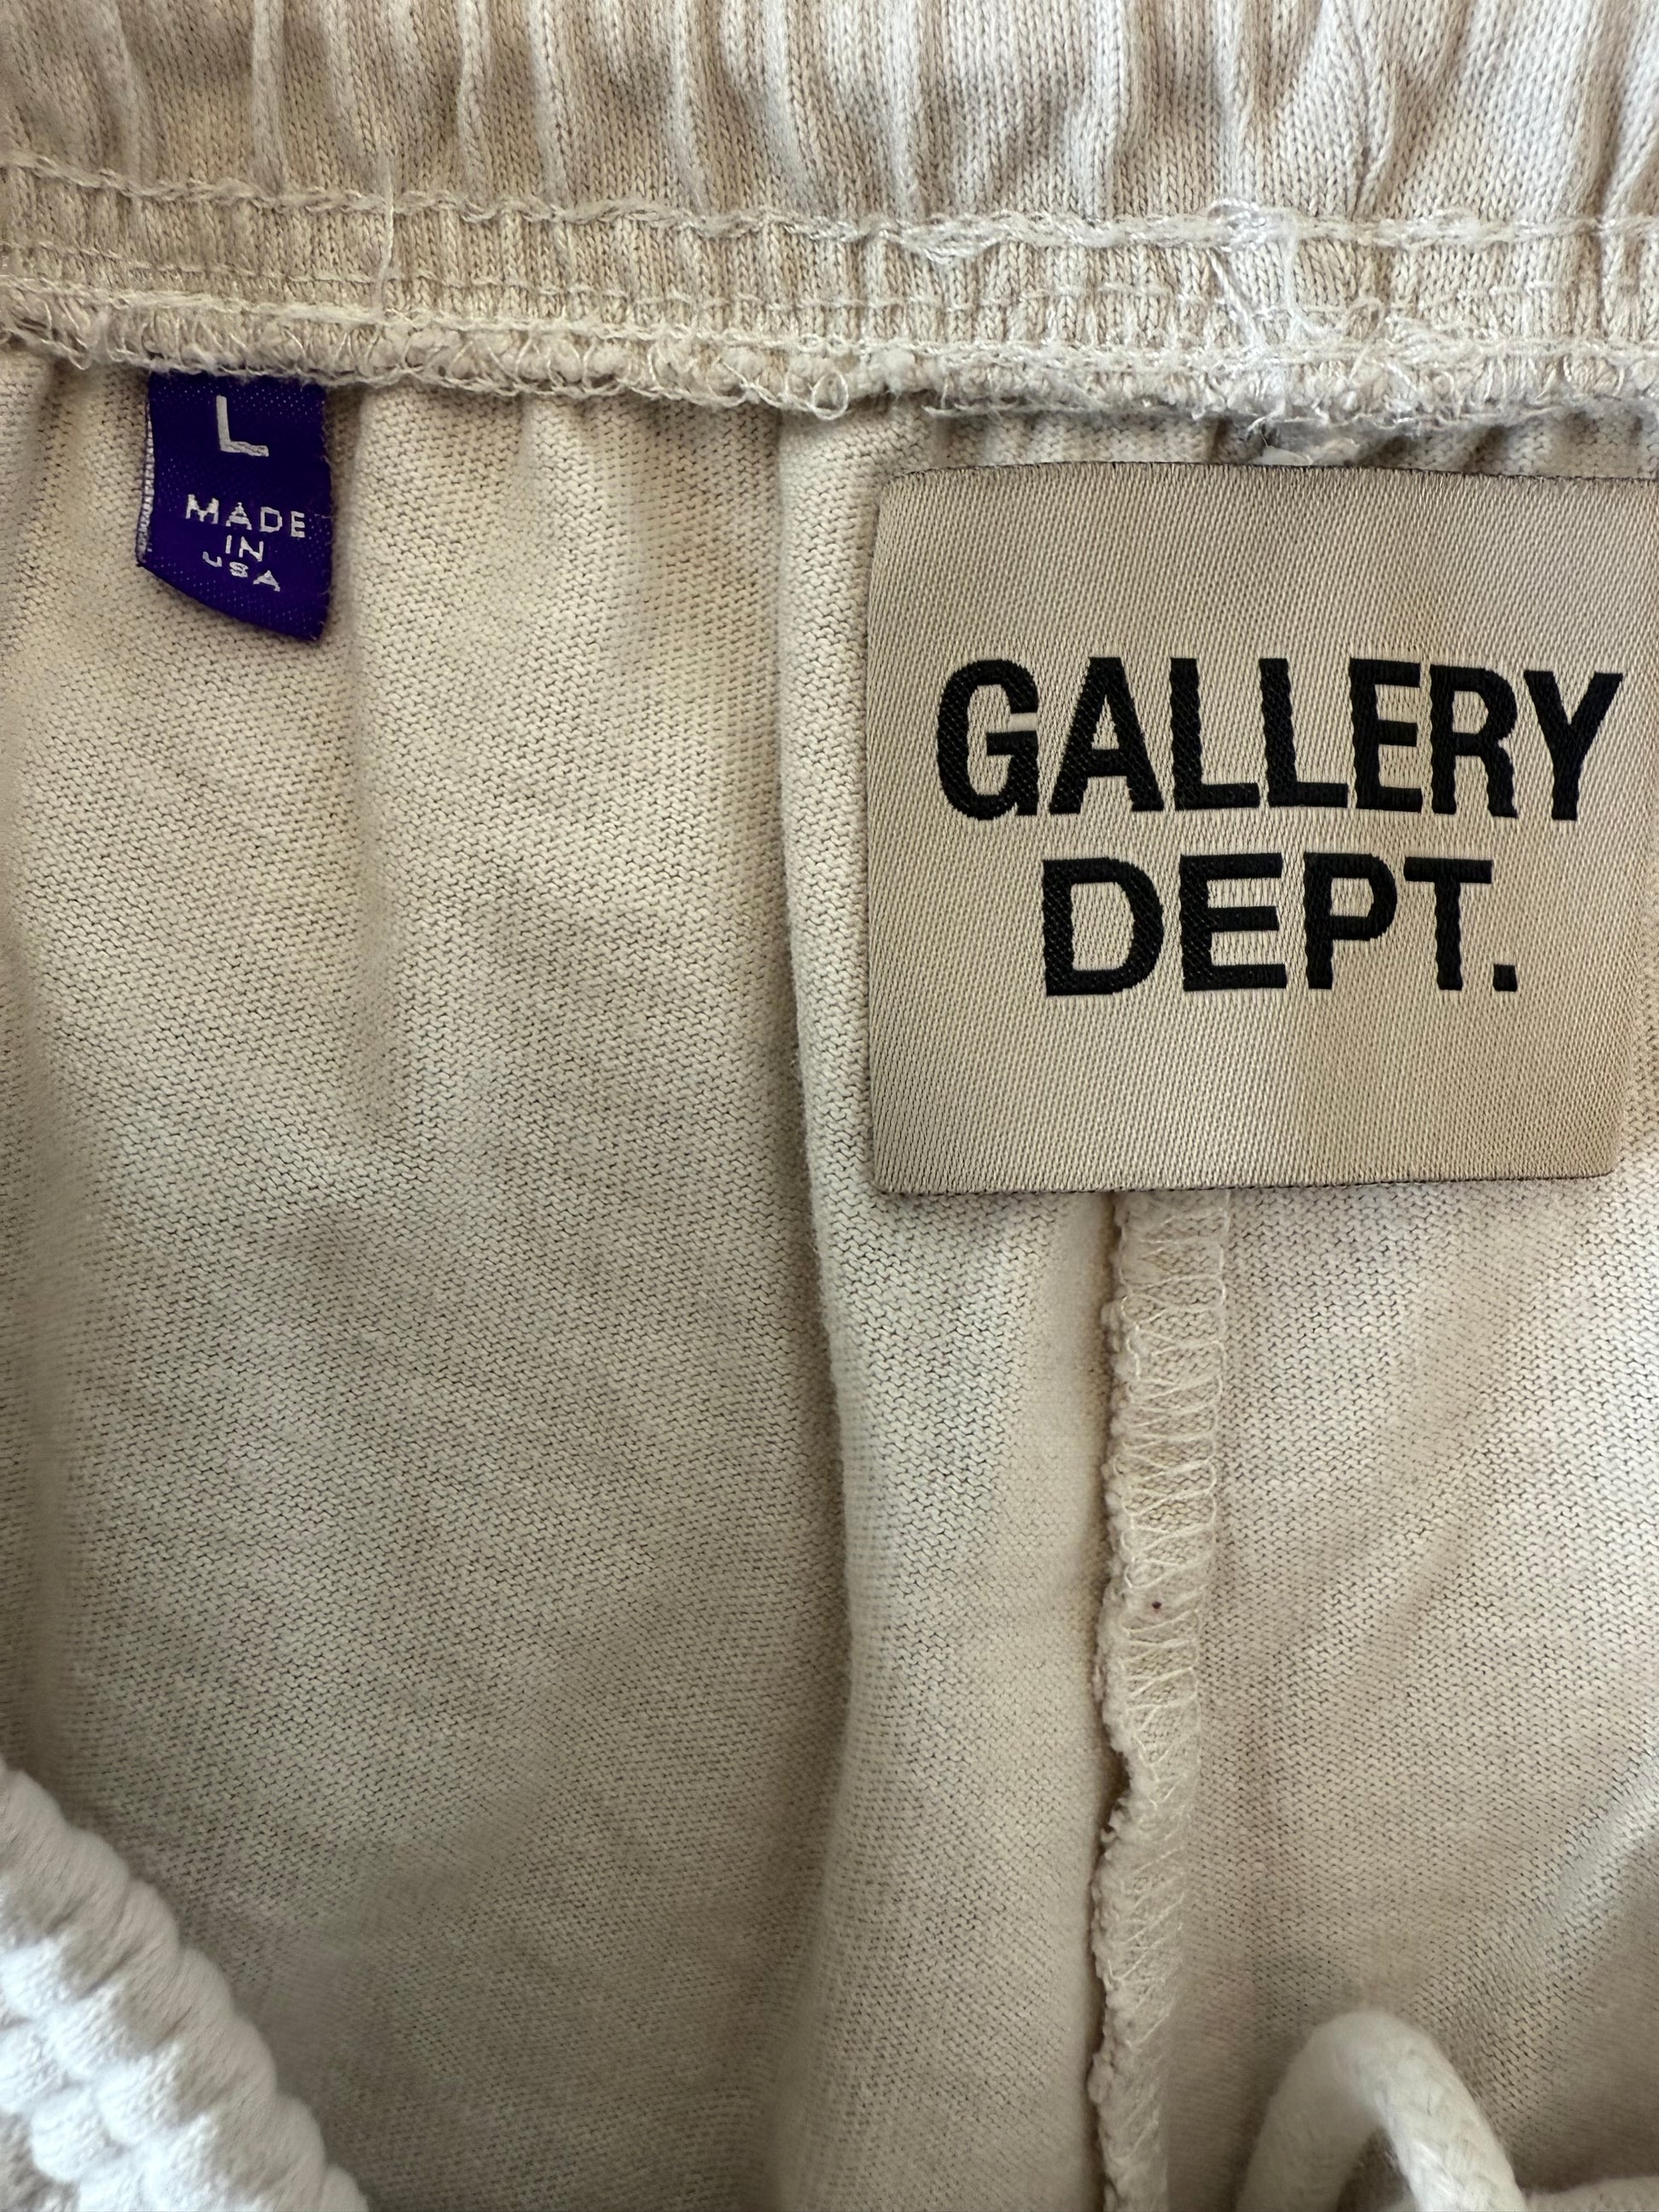 L
MADE
IN
USA
GALLERY
DEPT.